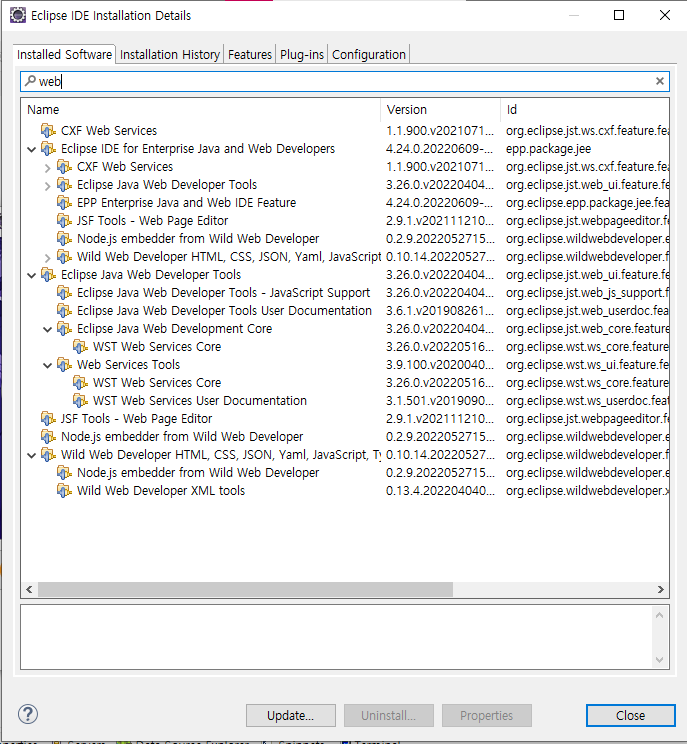 Eclipse IDE Installation Details
Installed Software Installation History Features Plug-ins Configuration
web
Name Version Id
CXF Web Services 1.1.900.v2021071... org.eclipse.jst.ws.cxf.feature.fea
Eclipse IDE for Enterprise Java and Web Developers 4.24.0.20220609-... epp.package.jee
CXF Web Services 1.1.900.v2021071... org.eclipse.jst.ws.cxf.feature.fea
Eclipse Java Web Developer Tools 3.26.0.v20220404... org.eclipse.jst.web_ui.feature.fe
EPP Enterprise Java and Web IDE Feature 4.24.0.20220609-... org.eclipse.epp.package.jee.feat
JSF Tools - Web Page Editor 2.9.1.v202111210... org.eclipse.jst.webpageeditor.fe
Node.js embedder from Wild Web Developer 0.2.9.2022052715... org.eclipse.wildwebdeveloper.e
Wild Web Developer HTML, CSS, JSON, Yaml, JavaScript 0.10.14.20220527... org.eclipse.wildwebdeveloper.f
Eclipse Java Web Developer Tools 3.26.0.v20220404... org.eclipse.jst.web_ui.feature.fe
Eclipse Java Web Developer Tools - JavaScript Support 3.26.0.v20220404... org.eclipse.jst.web_js_support.f
Eclipse Java Web Developer Tools User Documentation 3.6.1.v201908261... org.eclipse.jst.web_userdoc.fea
Eclipse Java Web Development Core 3.26.0.v20220404... org.eclipse.jst.web_core.feature
WST Web Services Core 3.26.0.v20220516... org.eclipse.wst.ws_core.feature
Web Services Tools 3.9.100.v2020040... org.eclipse.wst.ws_ui.feature.fe
WST Web Services Core 3.26.0.v20220516... org.eclipse.wst.ws_core.feature
WST Web Services User Documentation 3.1.501.v2019090... org.eclipse.wst.ws_userdoc.feat
JSF Tools - Web Page Editor 2.9.1.v202111210... org.eclipse.jst.webpageeditor.fe
Node.js embedder from Wild Web Developer 0.2.9.2022052715... org.eclipse.wildwebdeveloper.e
Wild Web Developer HTML, CSS, JSON, Yaml, JavaScript, Ty 0.10.14.20220527... org.eclipse.wildwebdeveloper.f
Node.js embedder from Wild Web Developer 0.2.9.2022052715... org.eclipse.wildwebdeveloper.e
Wild Web Developer XML tools 0.13.4.202204040... org.eclipse.wildwebdeveloper.x
Update... Uninstall... Properties Close